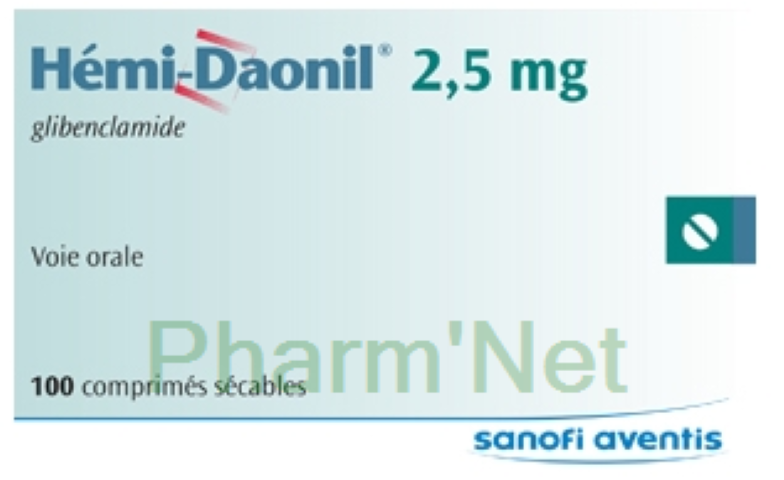 Hémi-Daonil® 2,5 mg
glibenclamide
Voie orale
Pharm'Net
100 comprimés sécables
sanofi aventis